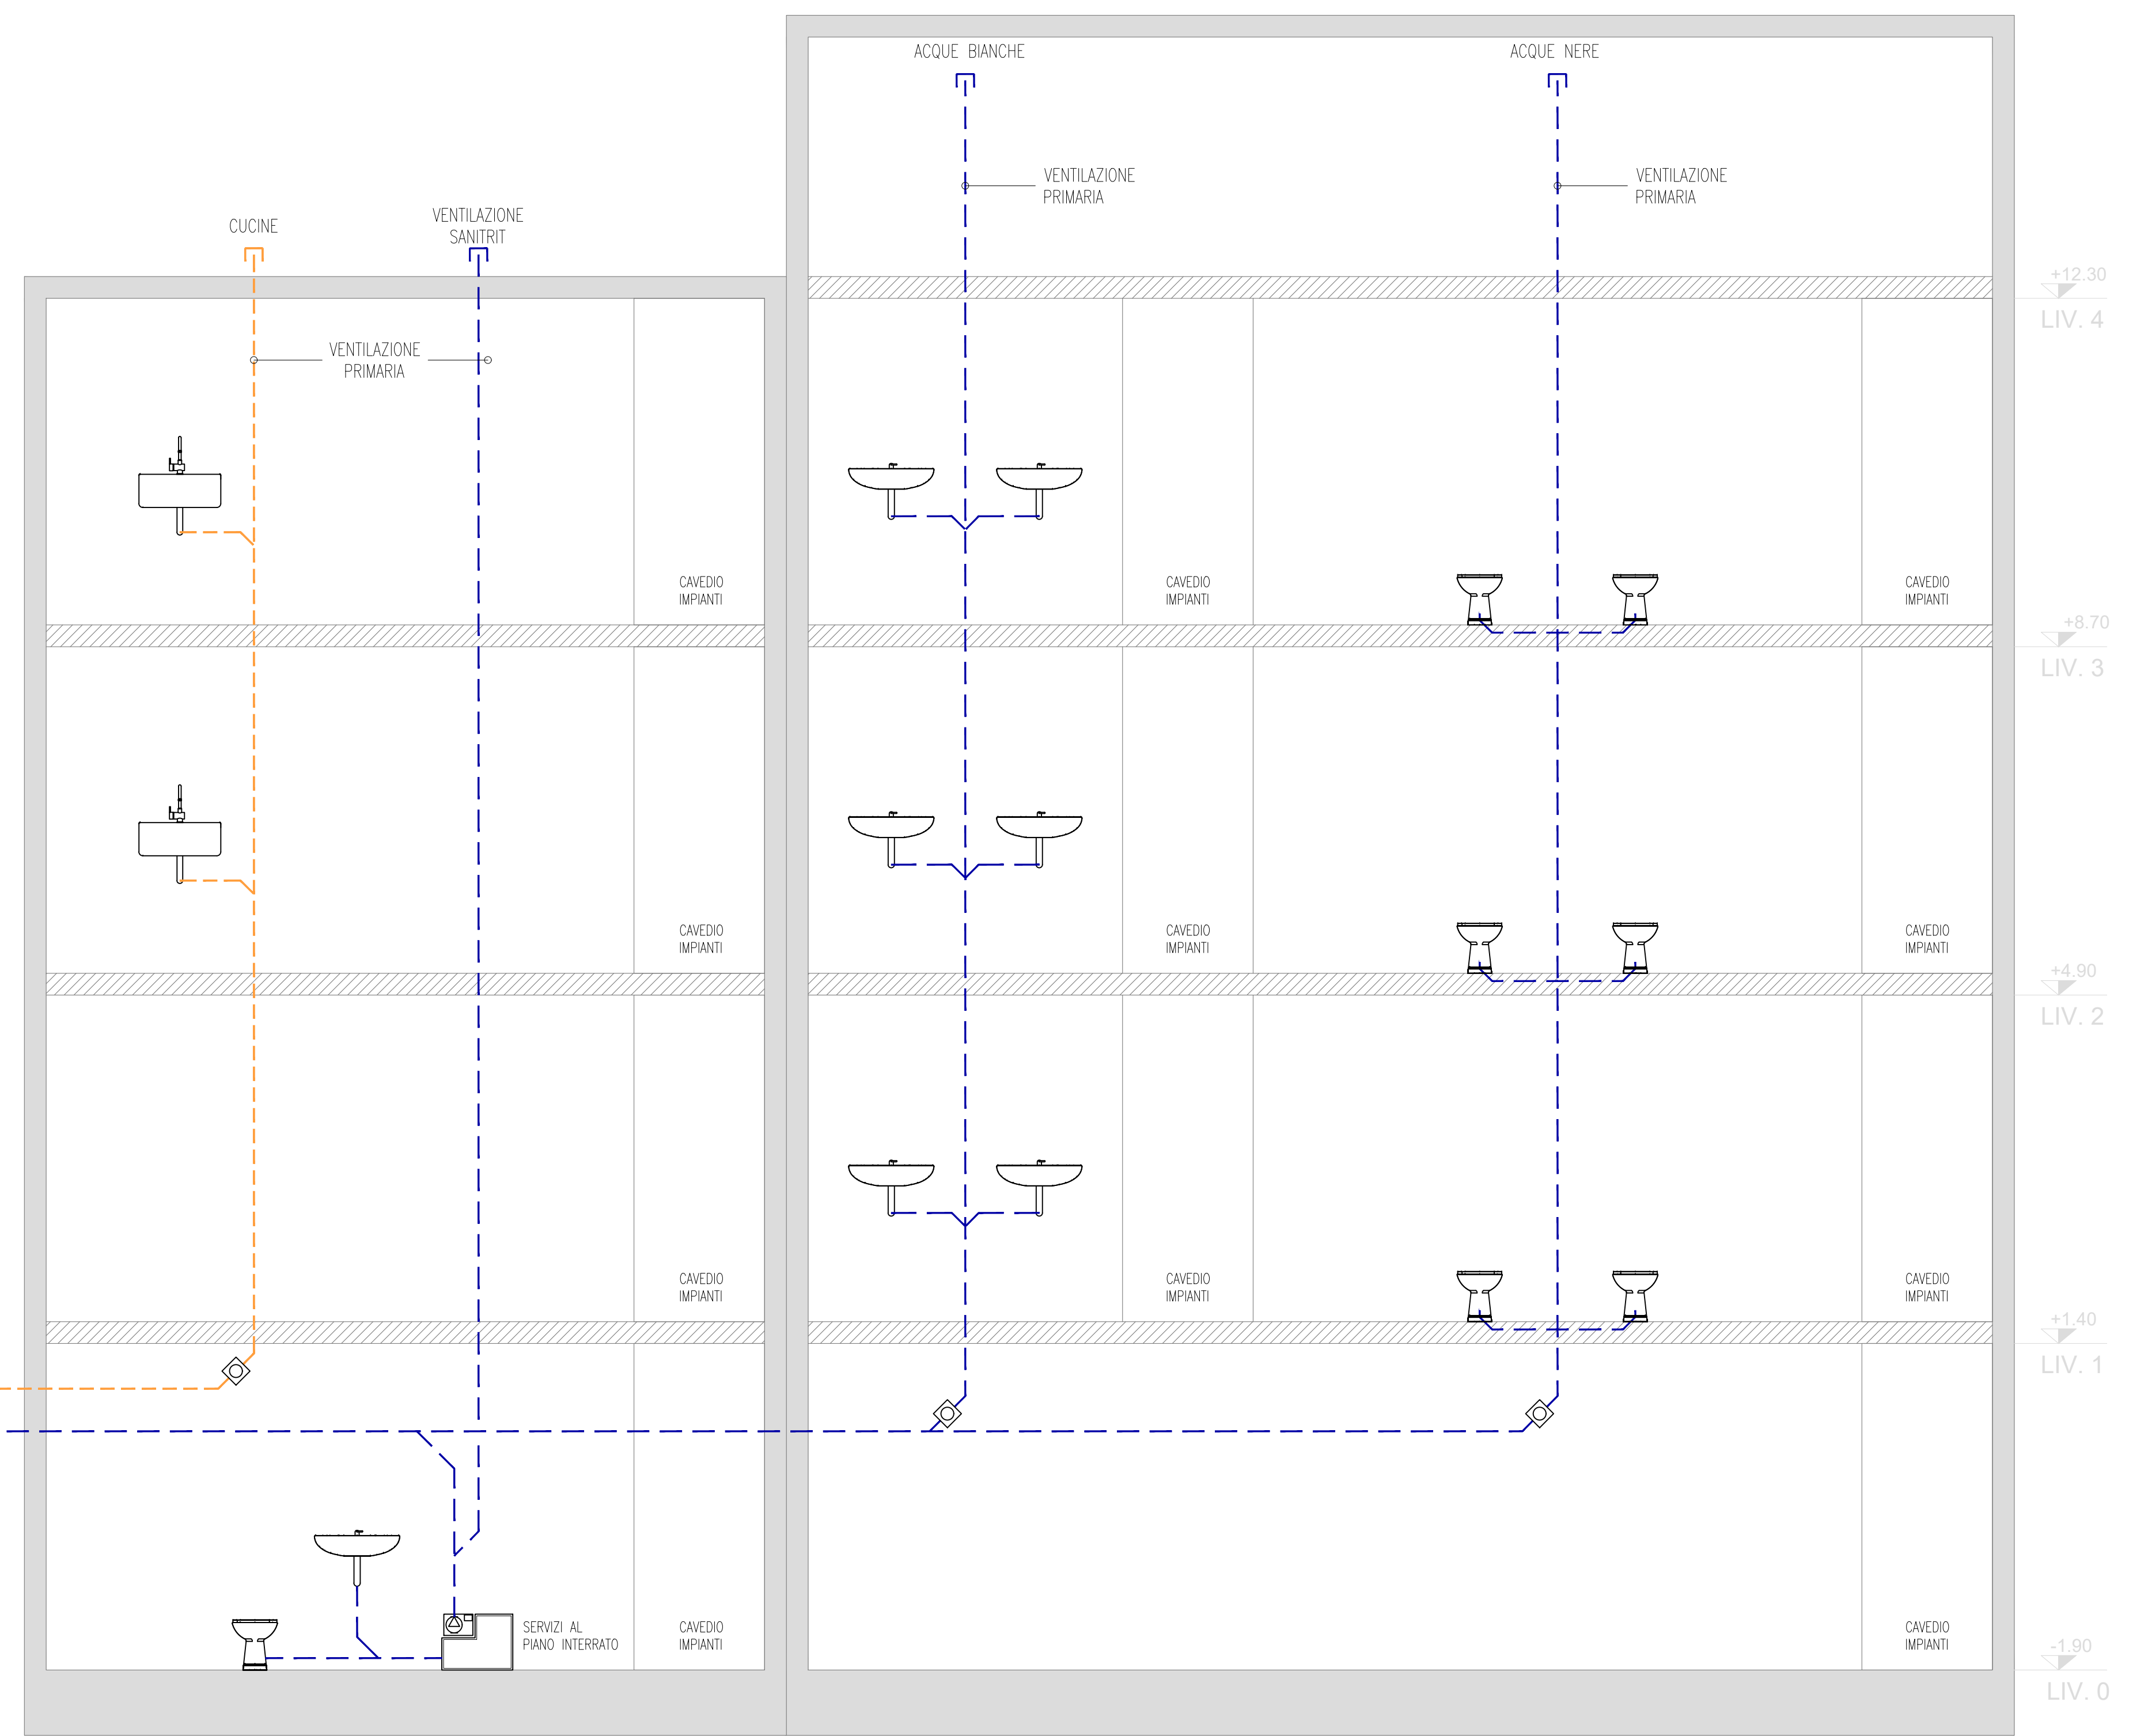 ACQUE BIANCHE
ACQUE NERE
VENTILAZIONE
PRIMARIA
VENTILAZIONE
PRIMARIA
CUCINE
VENTILAZIONE
SANITRIT
+12.30
LIV. 4
VENTILAZIONE
PRIMARIA
CAVEDIO
IMPIANTI
CAVEDIO
IMPIANTI
CAVEDIO
IMPIANTI
+8.70
LIV. 3
CAVEDIO
IMPIANTI
CAVEDIO
IMPIANTI
CAVEDIO
IMPIANTI
+4.90
LIV. 2
CAVEDIO
IMPIANTI
CAVEDIO
IMPIANTI
CAVEDIO
IMPIANTI
+1.40
LIV. 1
SERVIZI AL
PIANO INTERRATO
CAVEDIO
IMPIANTI
CAVEDIO
IMPIANTI
-1.90
LIV. 0